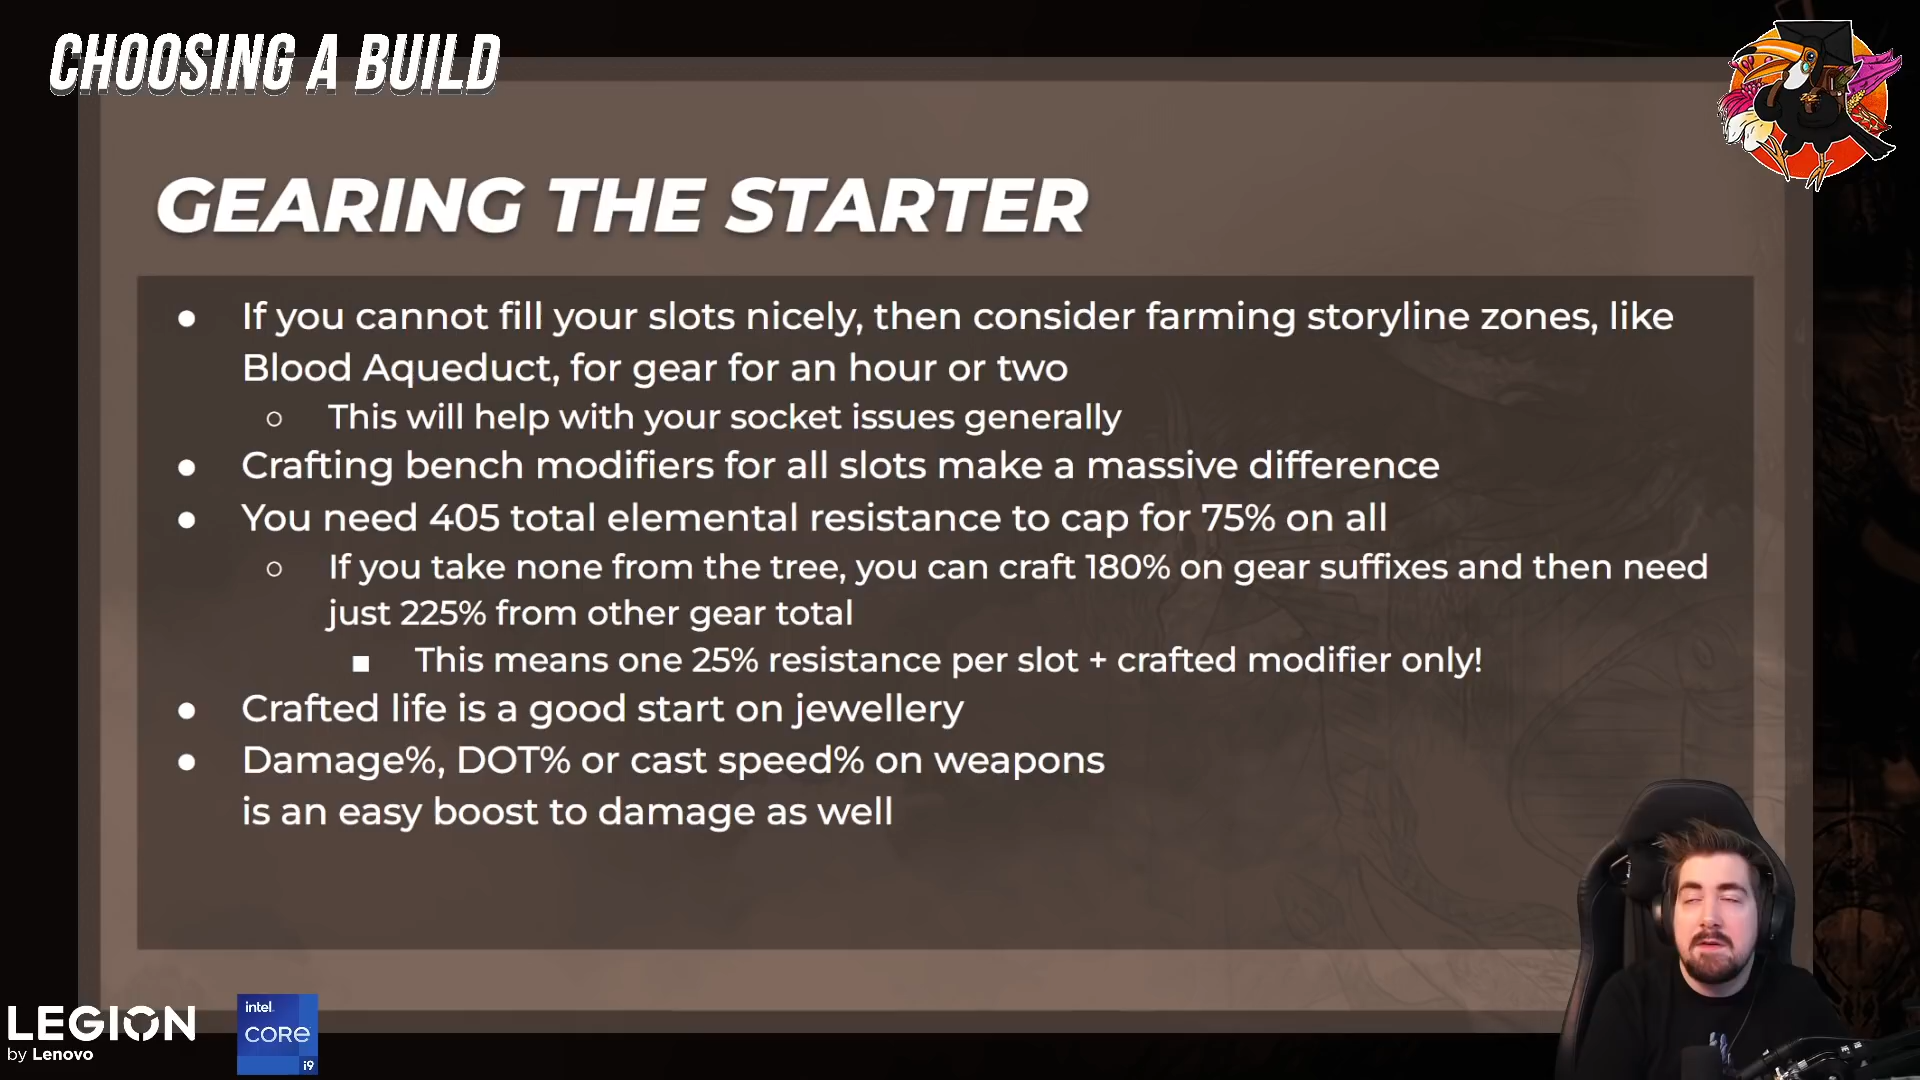 CHOOSING A BUILD
GEARING THE STARTER
● If you cannot fill your slots nicely, then consider farming storyline zones, like
Blood Aqueduct, for gear for an hour or two
○ This will help with your socket issues generally
● Crafting bench modifiers for all slots make a massive difference
● You need 405 total elemental resistance to cap for 75% on all
○ If you take none from the tree, you can craft 180% on gear suffixes and then need
just 225% from other gear total
■ This means one 25% resistance per slot + crafted modifier only!
● Crafted life is a good start on jewellery
● Damage%, DOT% or cast speed% on weapons
is an easy boost to damage as well
LEGION
by Lenovo
intel.
CORE
i9